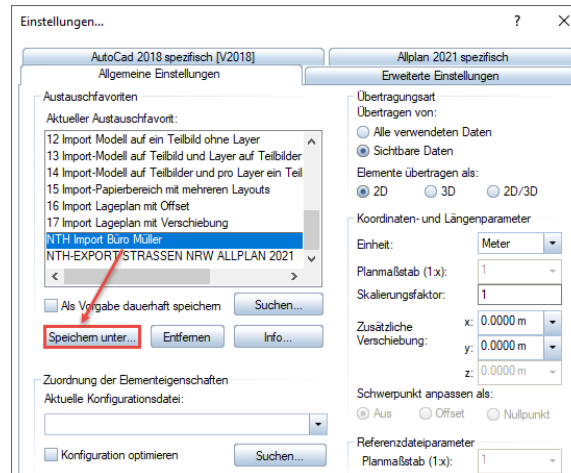 Einstellungen...
?
AutoCad 2018 spezifisch [V2018]
Allplan 2021 spezifisch
Allgemeine Einstellungen
Erweiterte Einstellungen
Austauschfavoriten
Aktueller Austauschfavorit:
12 Import Modell auf ein Teilbild ohne Layer
13 Import-Modell auf Teilbild und Layer auf Teilbilder
14 Import-Modell auf Teilbilder und pro Layer ein Teil
15 Import-Papierbereich mit mehreren Layouts
16 Import Lageplan mit Offset
17 Import Lageplan mit Verschiebung
NTH Import Büro Müller
NTH-EXPORT STRASSEN NRW ALLPLAN 2021
Als Vorgabe dauerhaft speichern
Suchen...
Speichern unter...
Entfernen
Info...
Zuordnung der Elementeigenschaften
Aktuelle Konfigurationsdatei:
Konfiguration optimieren
Suchen...
Übertragungsart
Übertragen von:
Alle verwendeten Daten
Sichtbare Daten
Elemente übertragen als:
2D
3D
2D/3D
Koordinaten- und Längenparameter
Einheit:
Meter
Planmaßstab (1:x):
1
Skalierungsfaktor:
1
Zusätzliche
Verschiebung:
x:
0.0000 m
y:
0.0000 m
z:
0.0000 m
Schwerpunkt anpassen als:
Aus
Offset
Nullpunkt
Referenzdateiparameter
Planmaßstab (1:x):
1